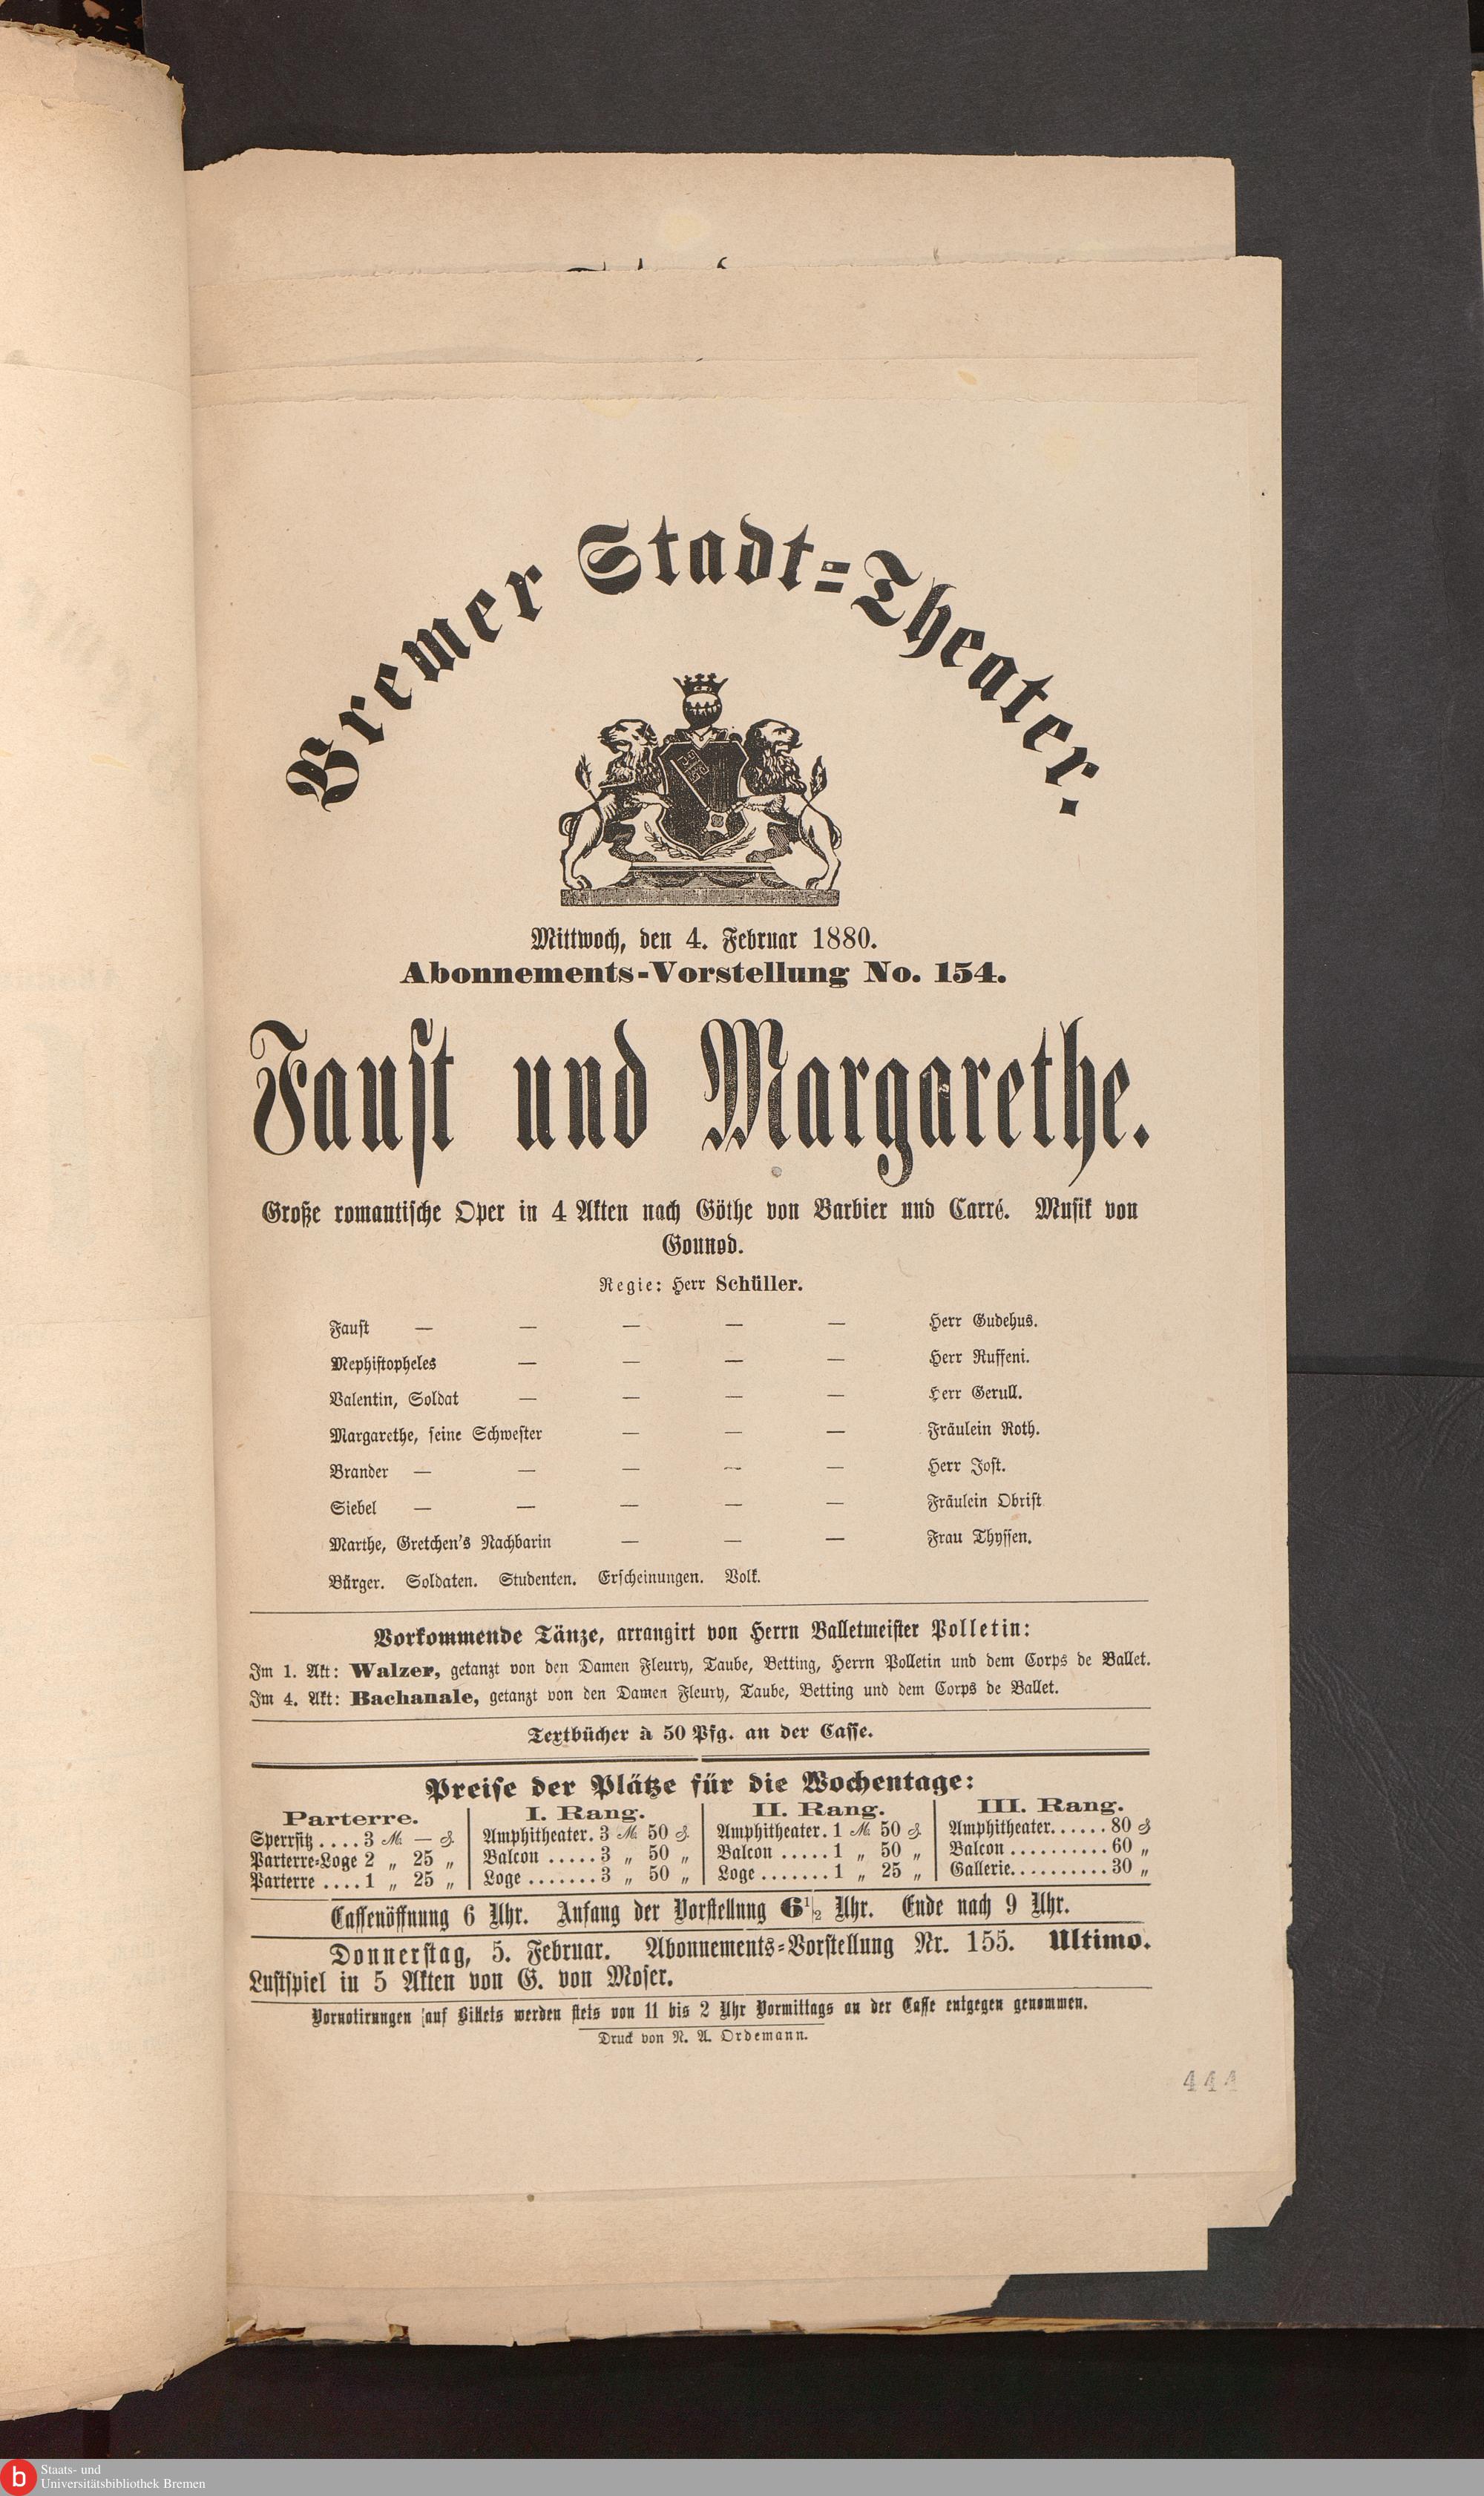 Bremer Stadt=Theater.
Mittwoch, den 4. Februar 1880.
Abonnements-Vorstellung No. 154.
Faust und Margarethe.
Große romantische Oper in 4 Akten nach Göthe von Barbier und Carré. Musik von
Gounod.
Regie: Herr Schüller.
Faust — — — — — Herr Gudehus.
Mephistopheles — — — — Herr Ruffeni.
Valentin, Soldat — — — — Herr Gerull.
Margarethe, seine Schwester — — — Fräulein Roth.
Brander — — — — — Herr Jost.
Siebel — — — — — Fräulein Obrist
Marthe, Gretchen's Nachbarin — — — Frau Thyssen.
Bürger. Soldaten. Studenten. Erscheinungen. Volk.
Vorkommende Tänze, arrangirt von Herrn Balletmeister Polletin:
Im 1. Akt: Walzer, getanzt von den Damen Fleury, Taube, Betting, Herrn Polletin und dem Corps de Ballet.
Im 4. Akt: Bachanale, getanzt von den Damen Fleury, Taube, Betting und dem Corps de Ballet.
Textbücher à 50 Pfg. an der Casse.
Preise der Plätze für die Wochentage:
Parterre.
Sperrsitz .... 3 ℳ — ₰
Parterre=Loge 2 „ 25 „
Parterre .... 1 „ 25 „
I. Rang.
Amphitheater. 3 ℳ 50 ₰
Balcon ..... 3 „ 50 „
Loge ....... 3 „ 50 „
II. Rang.
Amphitheater. 1 ℳ 50 ₰
Balcon ..... 1 „ 50 „
Loge ....... 1 „ 25 „
III. Rang.
Amphitheater...... 80 ₰
Balcon .......... 60 „
Gallerie.......... 30 „
Cassenöffnung 6 Uhr. Anfang der Vorstellung 6 1/2 Uhr. Ende nach 9 Uhr.
Donnerstag, 5. Februar. Abonnements=Vorstellung Nr. 155. Ultimo.
Lustspiel in 5 Akten von G. von Moser.
Vornotirungen auf Billets werden stets von 11 bis 2 Uhr Vormittags an der Casse entgegen genommen.
Druck von N. A. Ordemann.
444
b Staats- und
Universitätsbibliothek Bremen